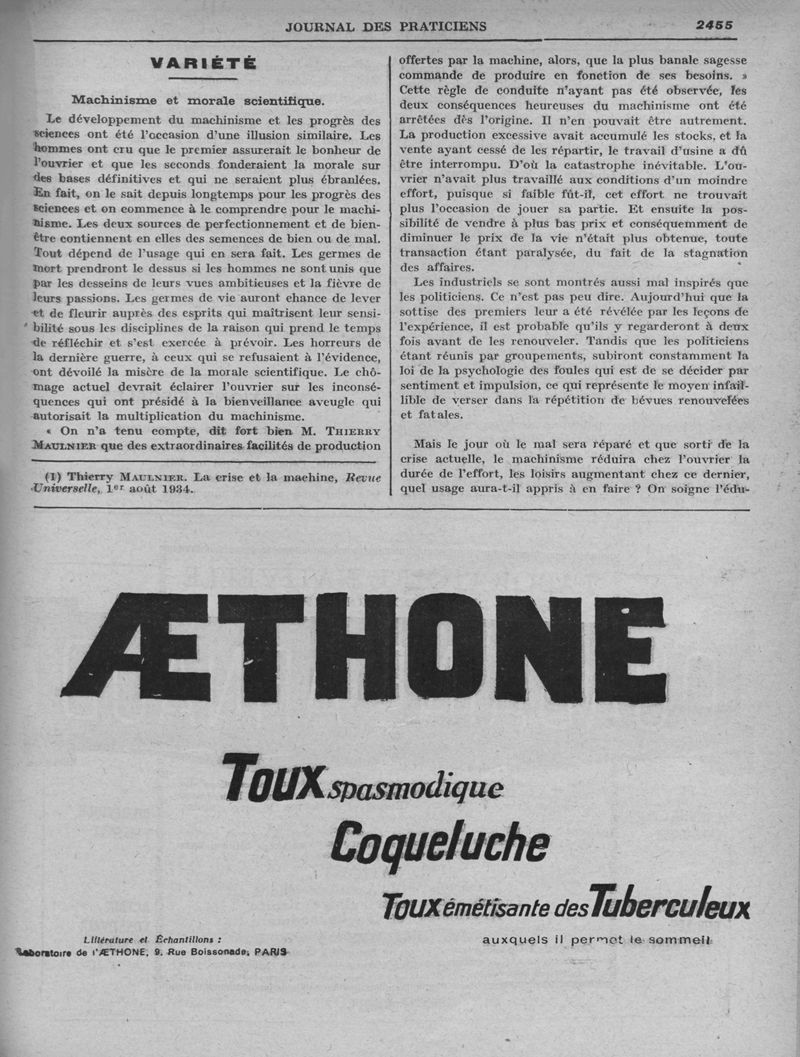 JOURNAL DES PRATICIENS
2455
VARIÉTÉ
Machinisme et morale scientifique.
Le développement du machinisme et les progrès des
sciences ont été l'occasion d'une illusion similaire. Les
hommes ont cru que le premier assurerait le bonheur de
l'ouvrier et que les seconds fonderaient la morale sur
des bases définitives et qui ne seraient plus ébranlées.
En fait, on le sait depuis longtemps pour les progrès des
sciences et on commence à le comprendre pour le machi-
nisme. Les deux sources de perfectionnement et de bien-
être contiennent en elles des semences de bien ou de mal.
Tout dépend de l'usage qui en sera fait. Les germes de
mort prendront le dessus si les hommes ne sont unis que
par les desseins de leurs vues ambitieuses et la fièvre de
leurs passions. Les germes de vie auront chance de lever
et de fleurir auprès des esprits qui maîtrisent leur sensi-
bilité sous les disciplines de la raison qui prend le temps
de réfléchir et s'est exercée à prévoir. Les horreurs de
la dernière guerre, à ceux qui se refusaient à l'évidence,
ont dévoilé la misère de la morale scientifique. Le chô-
mage actuel devrait éclairer l'ouvrier sur les inconsé-
quences qui ont présidé à la bienveillance aveugle qui
autorisait la multiplication du machinisme.
« On n'a tenu compte, dit fort bien M. THIERRY
MAULNIER que des extraordinaires facilités de production
(1) Thierry MAULNIER. La crise et la machine, Revue
Universelle, 1er août 1934.
offertes par la machine, alors, que la plus banale sagesse
commande de produire en fonction de ses besoins. »
Cette règle de conduite n'ayant pas été observée, les
deux conséquences heureuses du machinisme ont été
arrêtées dès l'origine. Il n'en pouvait être autrement.
La production excessive avait accumulé les stocks, et la
vente ayant cessé de les répartir, le travail d'usine a dû
être interrompu. D'où la catastrophe inévitable. L'ou-
vrier n'avait plus travaillé aux conditions d'un moindre
effort, puisque si faible fût-il, cet effort ne trouvait
plus l'occasion de jouer sa partie. Et ensuite la pos-
sibilité de vendre à plus bas prix et conséquemment de
diminuer le prix de la vie n'était plus obtenue, toute
transaction étant paralysée, du fait de la stagnation
des affaires.
Les industriels se sont montrés aussi mal inspirés que
les politiciens. Ce n'est pas peu dire. Aujourd'hui que la
sottise des premiers leur a été révélée par les leçons de
l'expérience, il est probable qu'ils y regarderont à deux
fois avant de les renouveler. Tandis que les politiciens
étant réunis par groupements, subiront constamment la
loi de la psychologie des foules qui est de se décider par
sentiment et impulsion, ce qui représente le moyen infail-
lible de verser dans la répétition de bévues renouvelées
et fatales.
Mais le jour où le mal sera réparé et que sorti de la
crise actuelle, le machinisme réduira chez l'ouvrier la
durée de l'effort, les loisirs augmentant chez ce dernier,
quel usage aura-t-il appris à en faire ? On soigne l'édu-
ÆTHONE
Toux spasmodique
Coqueluche
Toux émétisante des Tuberculeux
auxquels il permet le sommeil
Littérature et Échantillons :
Laboratoire de l'ÆTHONE, 9, Rue Boissonade, PARIS